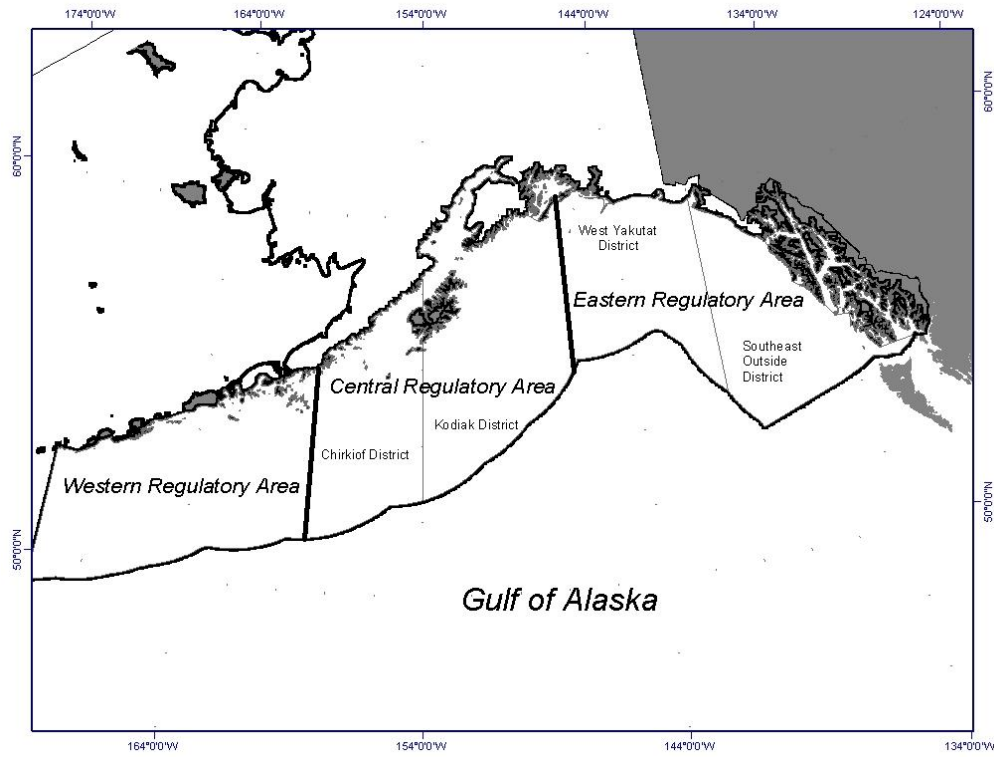 174°0'0"W 164°0'0"W 154°0'0"W 144°0'0"W 134°0'0"W 124°0'0"W
60°0'0"N
60°0'0"N
West Yakutat
District
Eastern Regulatory Area
Southeast
Outside
District
Central Regulatory Area
Kodiak District
Chirkiof District
Western Regulatory Area
50°0'0"N
50°0'0"N
Gulf of Alaska
164°0'0"W 154°0'0"W 144°0'0"W 134°0'0"W